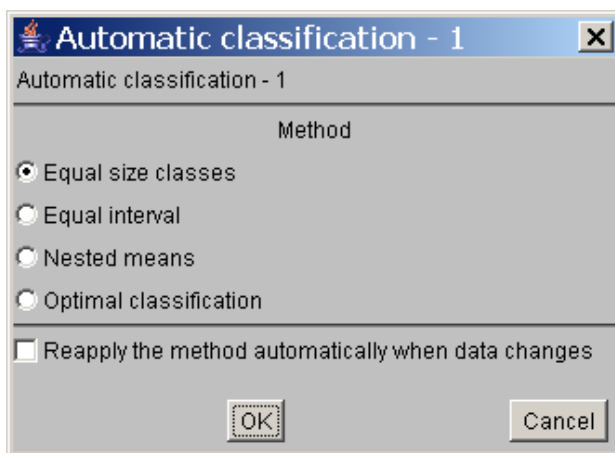 Automatic classification - 1
Automatic classification - 1
Method
Equal size classes
Equal interval
Nested means
Optimal classification
Reapply the method automatically when data changes
OK Cancel